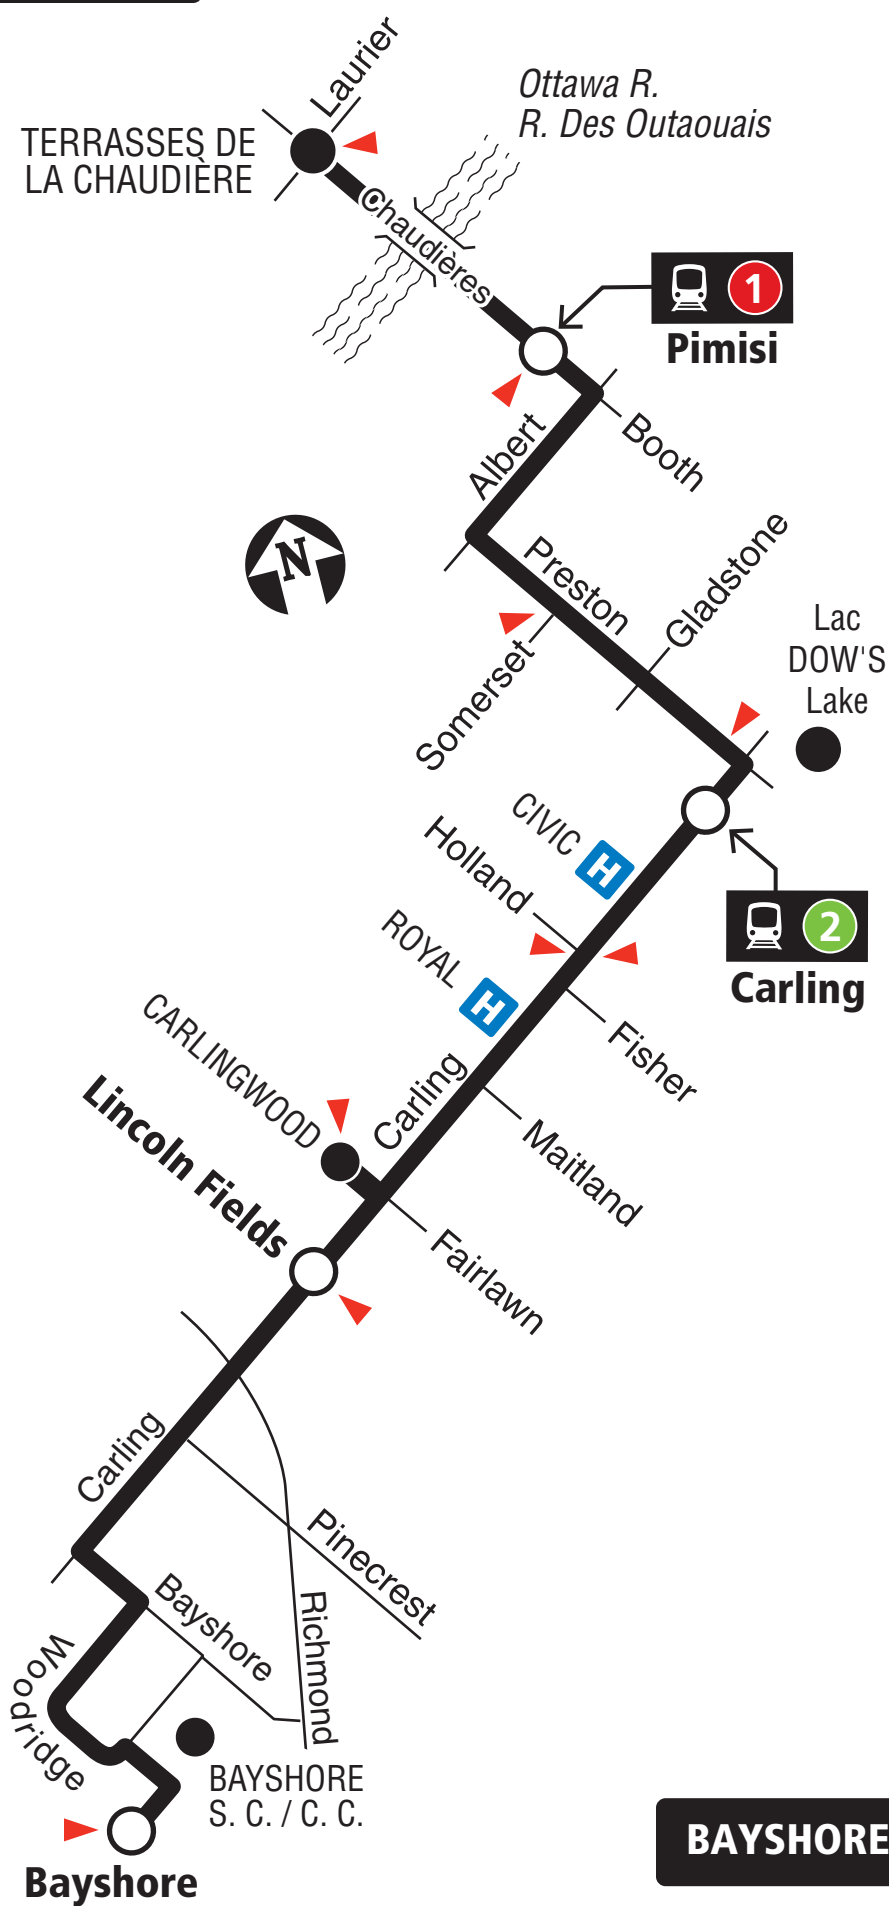 Laurier
Ottawa R.
R. Des Outaouais
TERRASSES DE
LA CHAUDIÈRE
Chaudières
1
Pimisi
Albert
Booth
N
Preston
Gladstone
Somerset
Lac
DOW'S
Lake
CIVIC
H
Holland
2
Carling
ROYAL
H
Fisher
CARLINGWOOD
Carling
Maitland
Lincoln Fields
Fairlawn
Carling
Pinecrest
Bayshore
Richmond
Woodridge
BAYSHORE
S. C. / C. C.
BAYSHORE
Bayshore